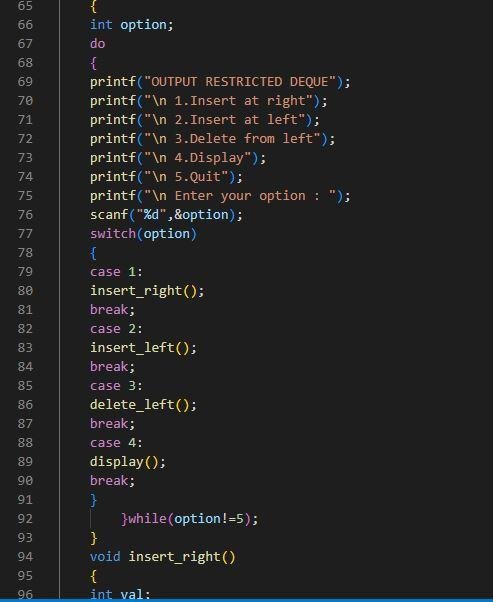 65 {
66 int option;
67 do
68 {
69 printf("OUTPUT RESTRICTED DEQUE");
70 printf("\n 1.Insert at right");
71 printf("\n 2.Insert at left");
72 printf("\n 3.Delete from left");
73 printf("\n 4.Display");
74 printf("\n 5.Quit");
75 printf("\n Enter your option : ");
76 scanf("%d",&option);
77 switch(option)
78 {
79 case 1:
80 insert_right();
81 break;
82 case 2:
83 insert_left();
84 break;
85 case 3:
86 delete_left();
87 break;
88 case 4:
89 display();
90 break;
91 }
92 }while(option!=5);
93 }
94 void insert_right()
95 {
96 int val;